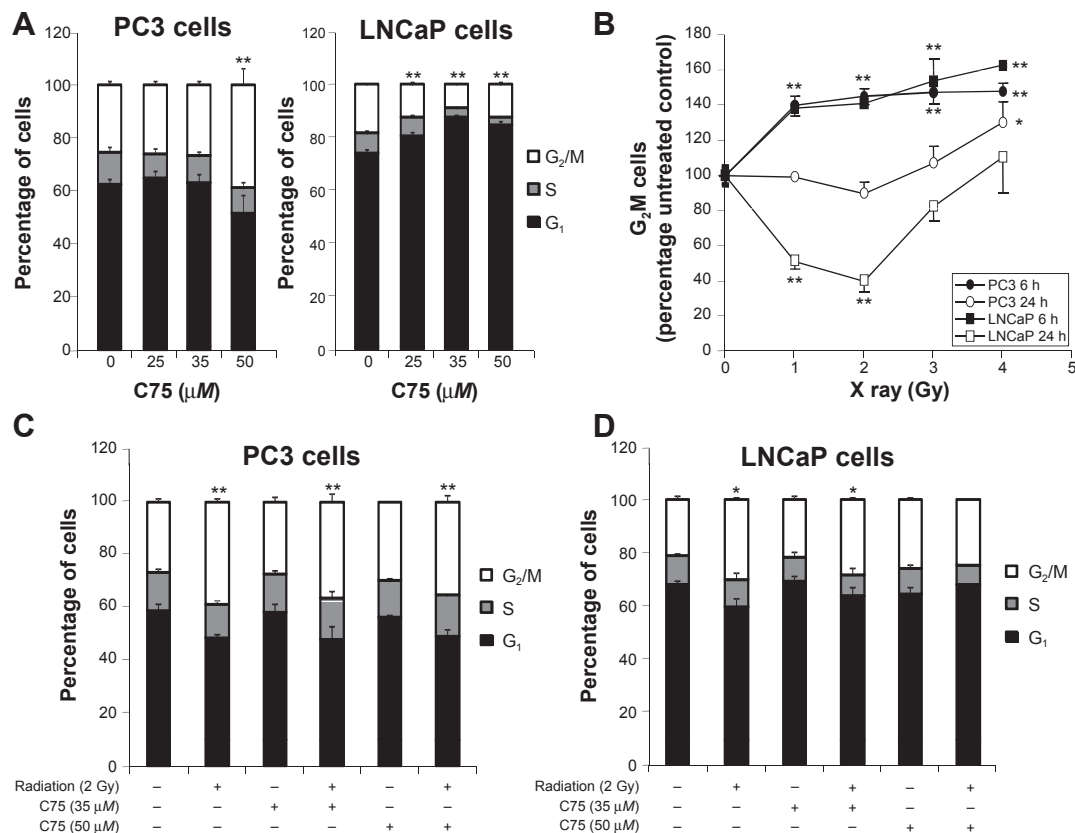 A
PC3 cells
Percentage of cells
120
100
80
60
40
20
0
**
0 25 35 50
C75 (μM)
LNCaP cells
Percentage of cells
120
100
80
60
40
20
0
** ** **
0 25 35 50
C75 (μM)
G₂/M
S
G₁
B
G₂M cells
(percentage untreated control)
180
160
140
120
100
80
60
40
20
0
** ** **
**
**
**
*
** **
PC3 6 h
PC3 24 h
LNCaP 6 h
LNCaP 24 h
0 1 2 3 4 5
X ray (Gy)
C
PC3 cells
Percentage of cells
120
100
80
60
40
20
0
** ** **
G₂/M
S
G₁
Radiation (2 Gy) – + – + – +
C75 (35 μM) – – + + – –
C75 (50 μM) – – – – + +
D
LNCaP cells
Percentage of cells
120
100
80
60
40
20
0
* *
G₂/M
S
G₁
Radiation (2 Gy) – + – + – +
C75 (35 μM) – – + + – –
C75 (50 μM) – – – – + +